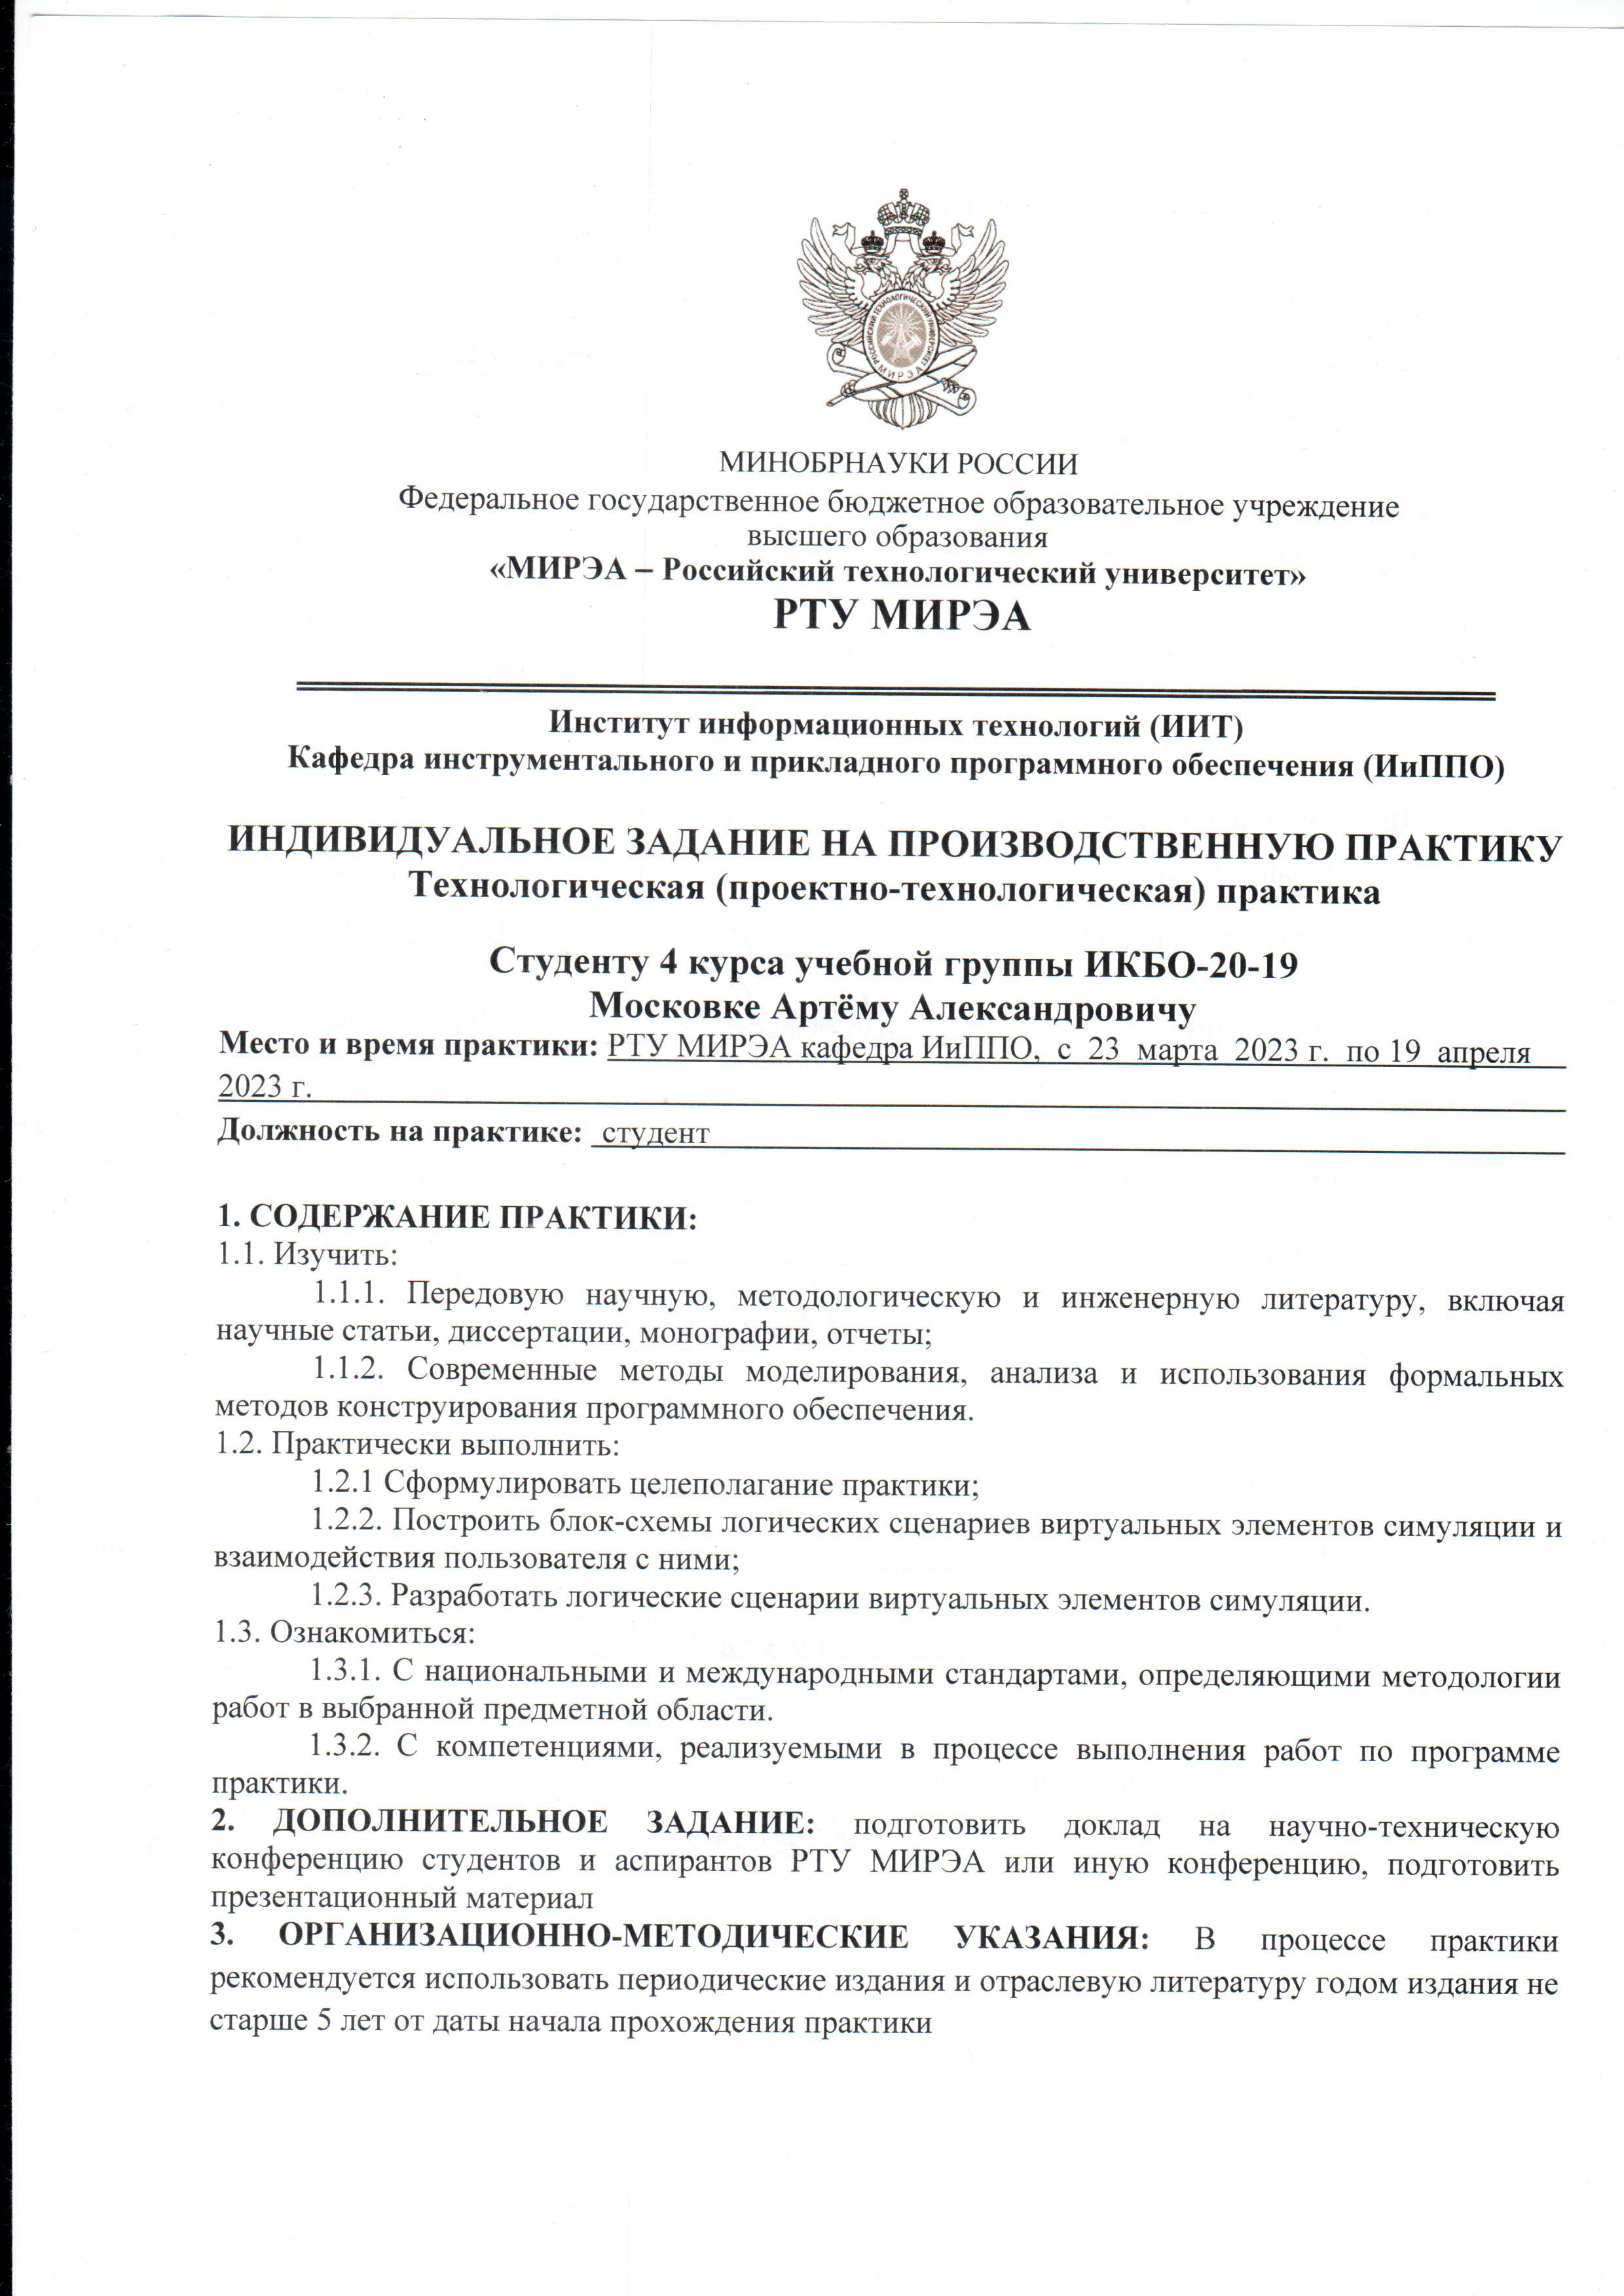 РОССИЙСКИЙ ТЕХНОЛОГИЧЕСКИЙ УНИВЕРСИТЕТ
МИРЭА
МИНОБРНАУКИ РОССИИ
Федеральное государственное бюджетное образовательное учреждение
высшего образования
«МИРЭА – Российский технологический университет»
РТУ МИРЭА
Институт информационных технологий (ИИТ)
Кафедра инструментального и прикладного программного обеспечения (ИиППО)
ИНДИВИДУАЛЬНОЕ ЗАДАНИЕ НА ПРОИЗВОДСТВЕННУЮ ПРАКТИКУ
Технологическая (проектно-технологическая) практика
Студенту 4 курса учебной группы ИКБО-20-19
Московке Артёму Александровичу
Место и время практики: РТУ МИРЭА кафедра ИиППО, с 23 марта 2023 г. по 19 апреля
2023 г.
Должность на практике: студент
1. СОДЕРЖАНИЕ ПРАКТИКИ:
1.1. Изучить:
1.1.1. Передовую научную, методологическую и инженерную литературу, включая
научные статьи, диссертации, монографии, отчеты;
1.1.2. Современные методы моделирования, анализа и использования формальных
методов конструирования программного обеспечения.
1.2. Практически выполнить:
1.2.1 Сформулировать целеполагание практики;
1.2.2. Построить блок-схемы логических сценариев виртуальных элементов симуляции и
взаимодействия пользователя с ними;
1.2.3. Разработать логические сценарии виртуальных элементов симуляции.
1.3. Ознакомиться:
1.3.1. С национальными и международными стандартами, определяющими методологии
работ в выбранной предметной области.
1.3.2. С компетенциями, реализуемыми в процессе выполнения работ по программе
практики.
2. ДОПОЛНИТЕЛЬНОЕ ЗАДАНИЕ: подготовить доклад на научно-техническую
конференцию студентов и аспирантов РТУ МИРЭА или иную конференцию, подготовить
презентационный материал
3. ОРГАНИЗАЦИОННО-МЕТОДИЧЕСКИЕ УКАЗАНИЯ: В процессе практики
рекомендуется использовать периодические издания и отраслевую литературу годом издания не
старше 5 лет от даты начала прохождения практики